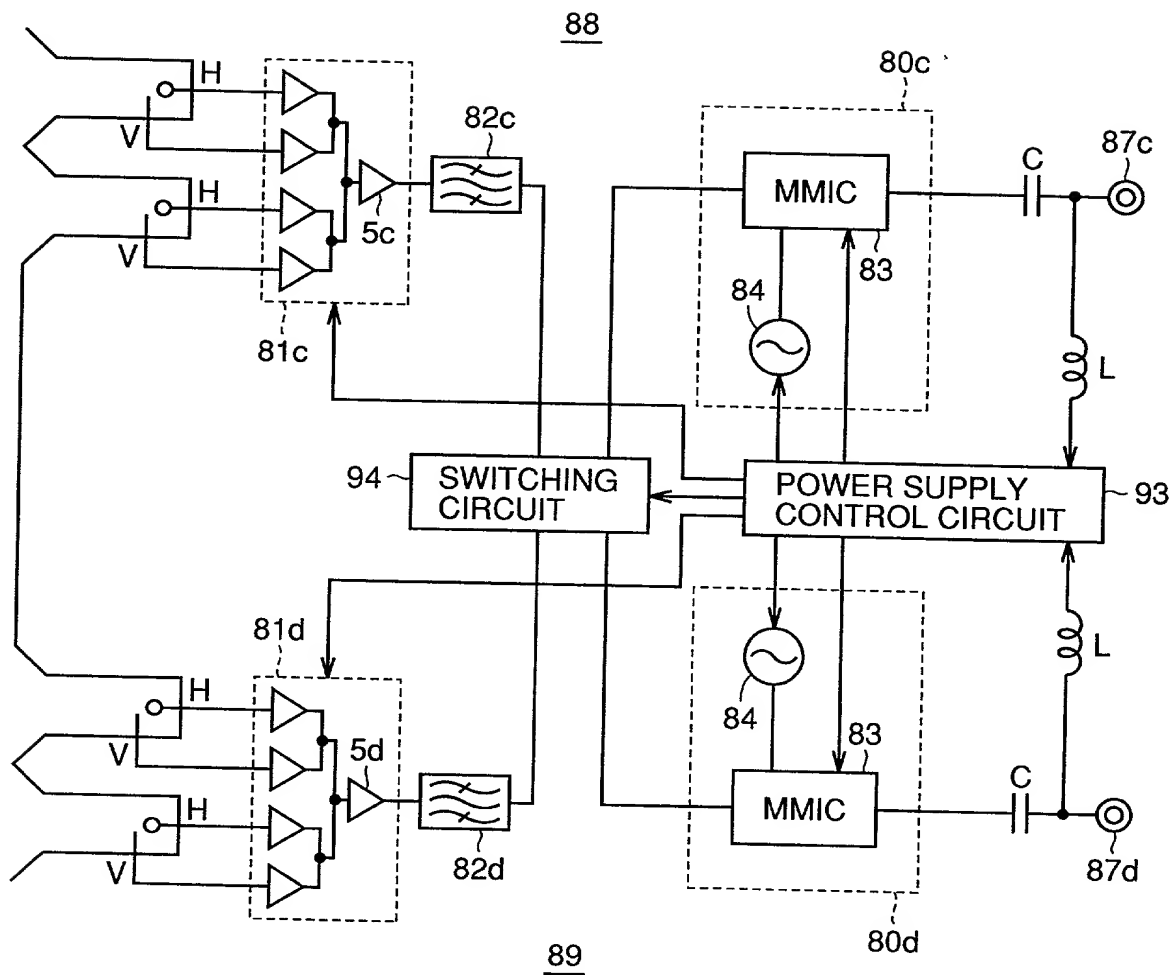 88
80c
H
82c
87c
C
V
MMIC
H
5c
83
V
84
81c
L
94
SWITCHING
CIRCUIT
POWER SUPPLY
CONTROL CIRCUIT
93
81d
L
H
84
5d
83
V
C
H
MMIC
V
82d
87d
80d
89